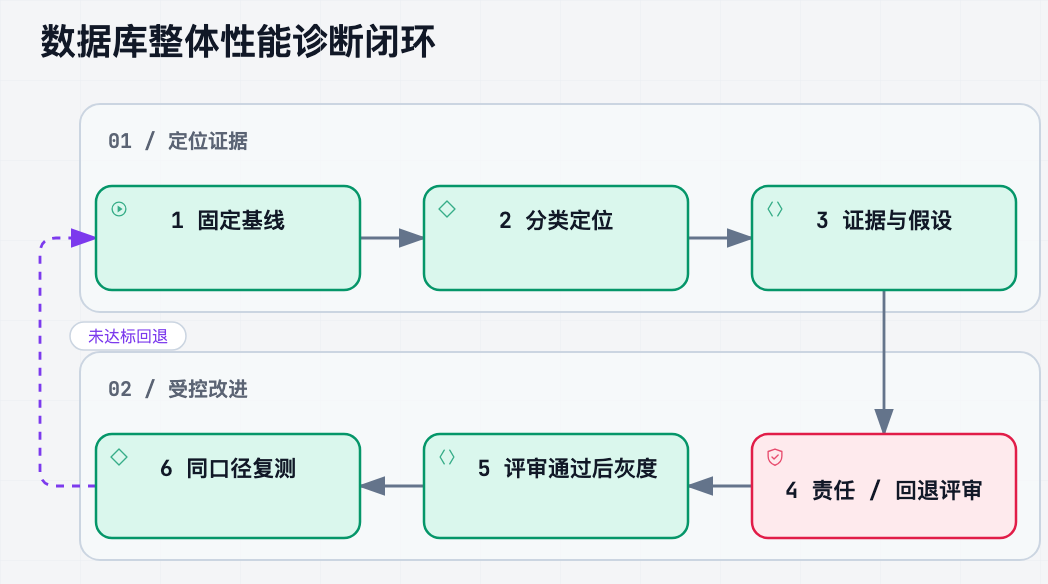 数据库整体性能诊断闭环
01 / 定位证据
1 固定基线
2 分类定位
3 证据与假设
未达标回退
02 / 受控改进
6 同口径复测
5 评审通过后灰度
4 责任 / 回退评审